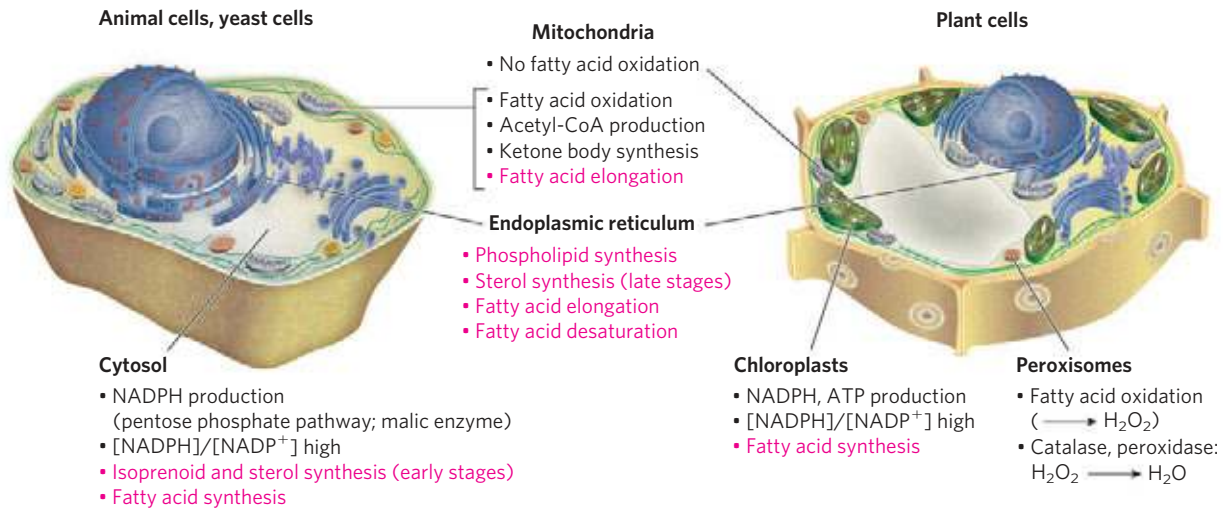 Animal cells, yeast cells
Plant cells
Mitochondria
• No fatty acid oxidation
• Fatty acid oxidation
• Acetyl-CoA production
• Ketone body synthesis
• Fatty acid elongation
Endoplasmic reticulum
• Phospholipid synthesis
• Sterol synthesis (late stages)
• Fatty acid elongation
• Fatty acid desaturation
Cytosol
• NADPH production
(pentose phosphate pathway; malic enzyme)
• [NADPH]/[NADP⁺] high
• Isoprenoid and sterol synthesis (early stages)
• Fatty acid synthesis
Chloroplasts
• NADPH, ATP production
• [NADPH]/[NADP⁺] high
• Fatty acid synthesis
Peroxisomes
• Fatty acid oxidation
( ⟶ H₂O₂)
• Catalase, peroxidase:
H₂O₂ ⟶ H₂O